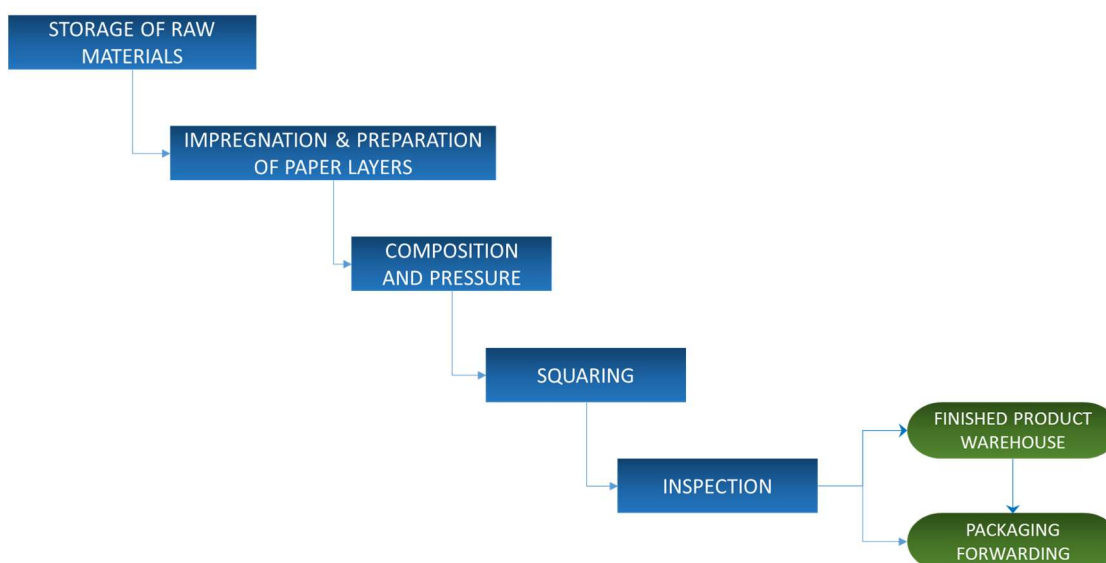 STORAGE OF RAW
MATERIALS
IMPREGNATION & PREPARATION
OF PAPER LAYERS
COMPOSITION
AND PRESSURE
SQUARING
INSPECTION
FINISHED PRODUCT
WAREHOUSE
PACKAGING
FORWARDING